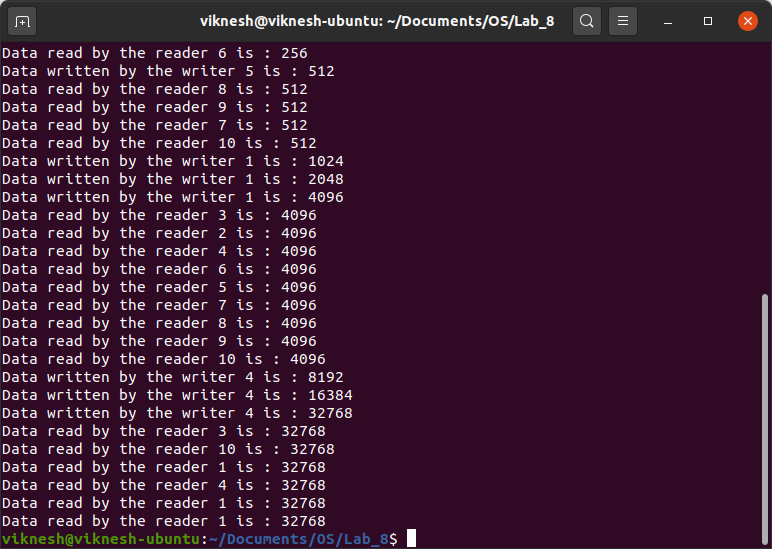 viknesh@viknesh-ubuntu: ~/Documents/OS/Lab_8
Data read by the reader 6 is : 256
Data written by the writer 5 is : 512
Data read by the reader 8 is : 512
Data read by the reader 9 is : 512
Data read by the reader 7 is : 512
Data read by the reader 10 is : 512
Data written by the writer 1 is : 1024
Data written by the writer 1 is : 2048
Data written by the writer 1 is : 4096
Data read by the reader 3 is : 4096
Data read by the reader 2 is : 4096
Data read by the reader 4 is : 4096
Data read by the reader 6 is : 4096
Data read by the reader 5 is : 4096
Data read by the reader 7 is : 4096
Data read by the reader 8 is : 4096
Data read by the reader 9 is : 4096
Data read by the reader 10 is : 4096
Data written by the writer 4 is : 8192
Data written by the writer 4 is : 16384
Data written by the writer 4 is : 32768
Data read by the reader 3 is : 32768
Data read by the reader 10 is : 32768
Data read by the reader 1 is : 32768
Data read by the reader 4 is : 32768
Data read by the reader 1 is : 32768
Data read by the reader 1 is : 32768
viknesh@viknesh-ubuntu:~/Documents/OS/Lab_8$